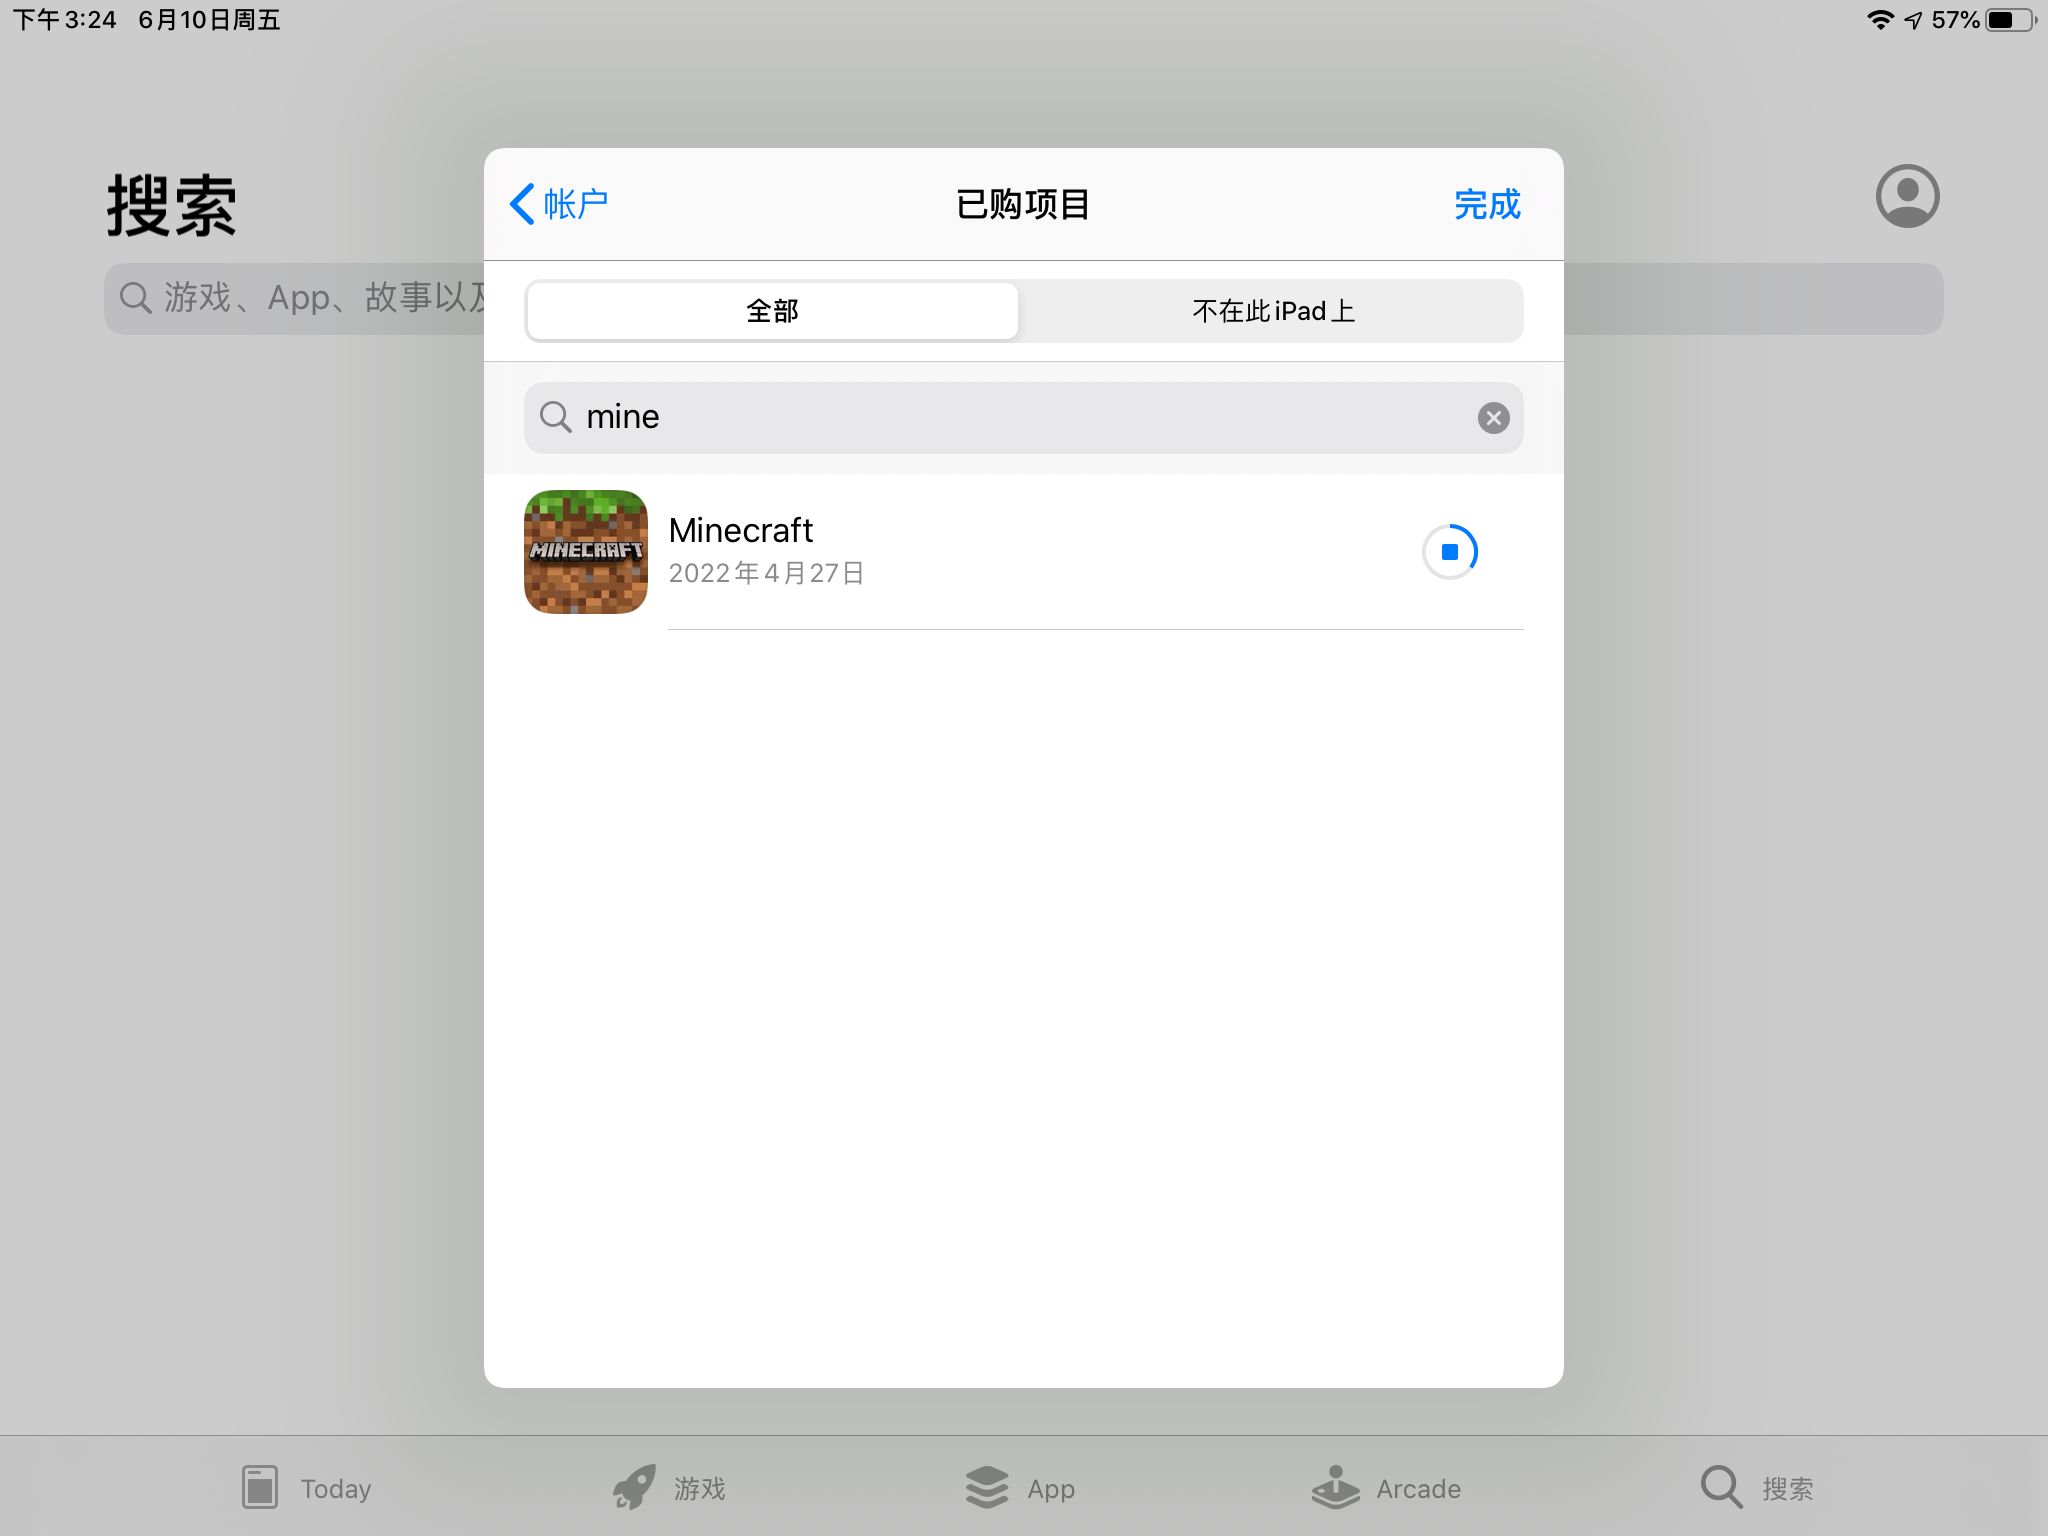 下午3:24 6月10日周五
57%
搜索
游戏、App、故事以及
帐户
已购项目
完成
全部
不在此iPad上
mine
MINECRAFT
Minecraft
2022年4月27日
Today
游戏
App
Arcade
搜索